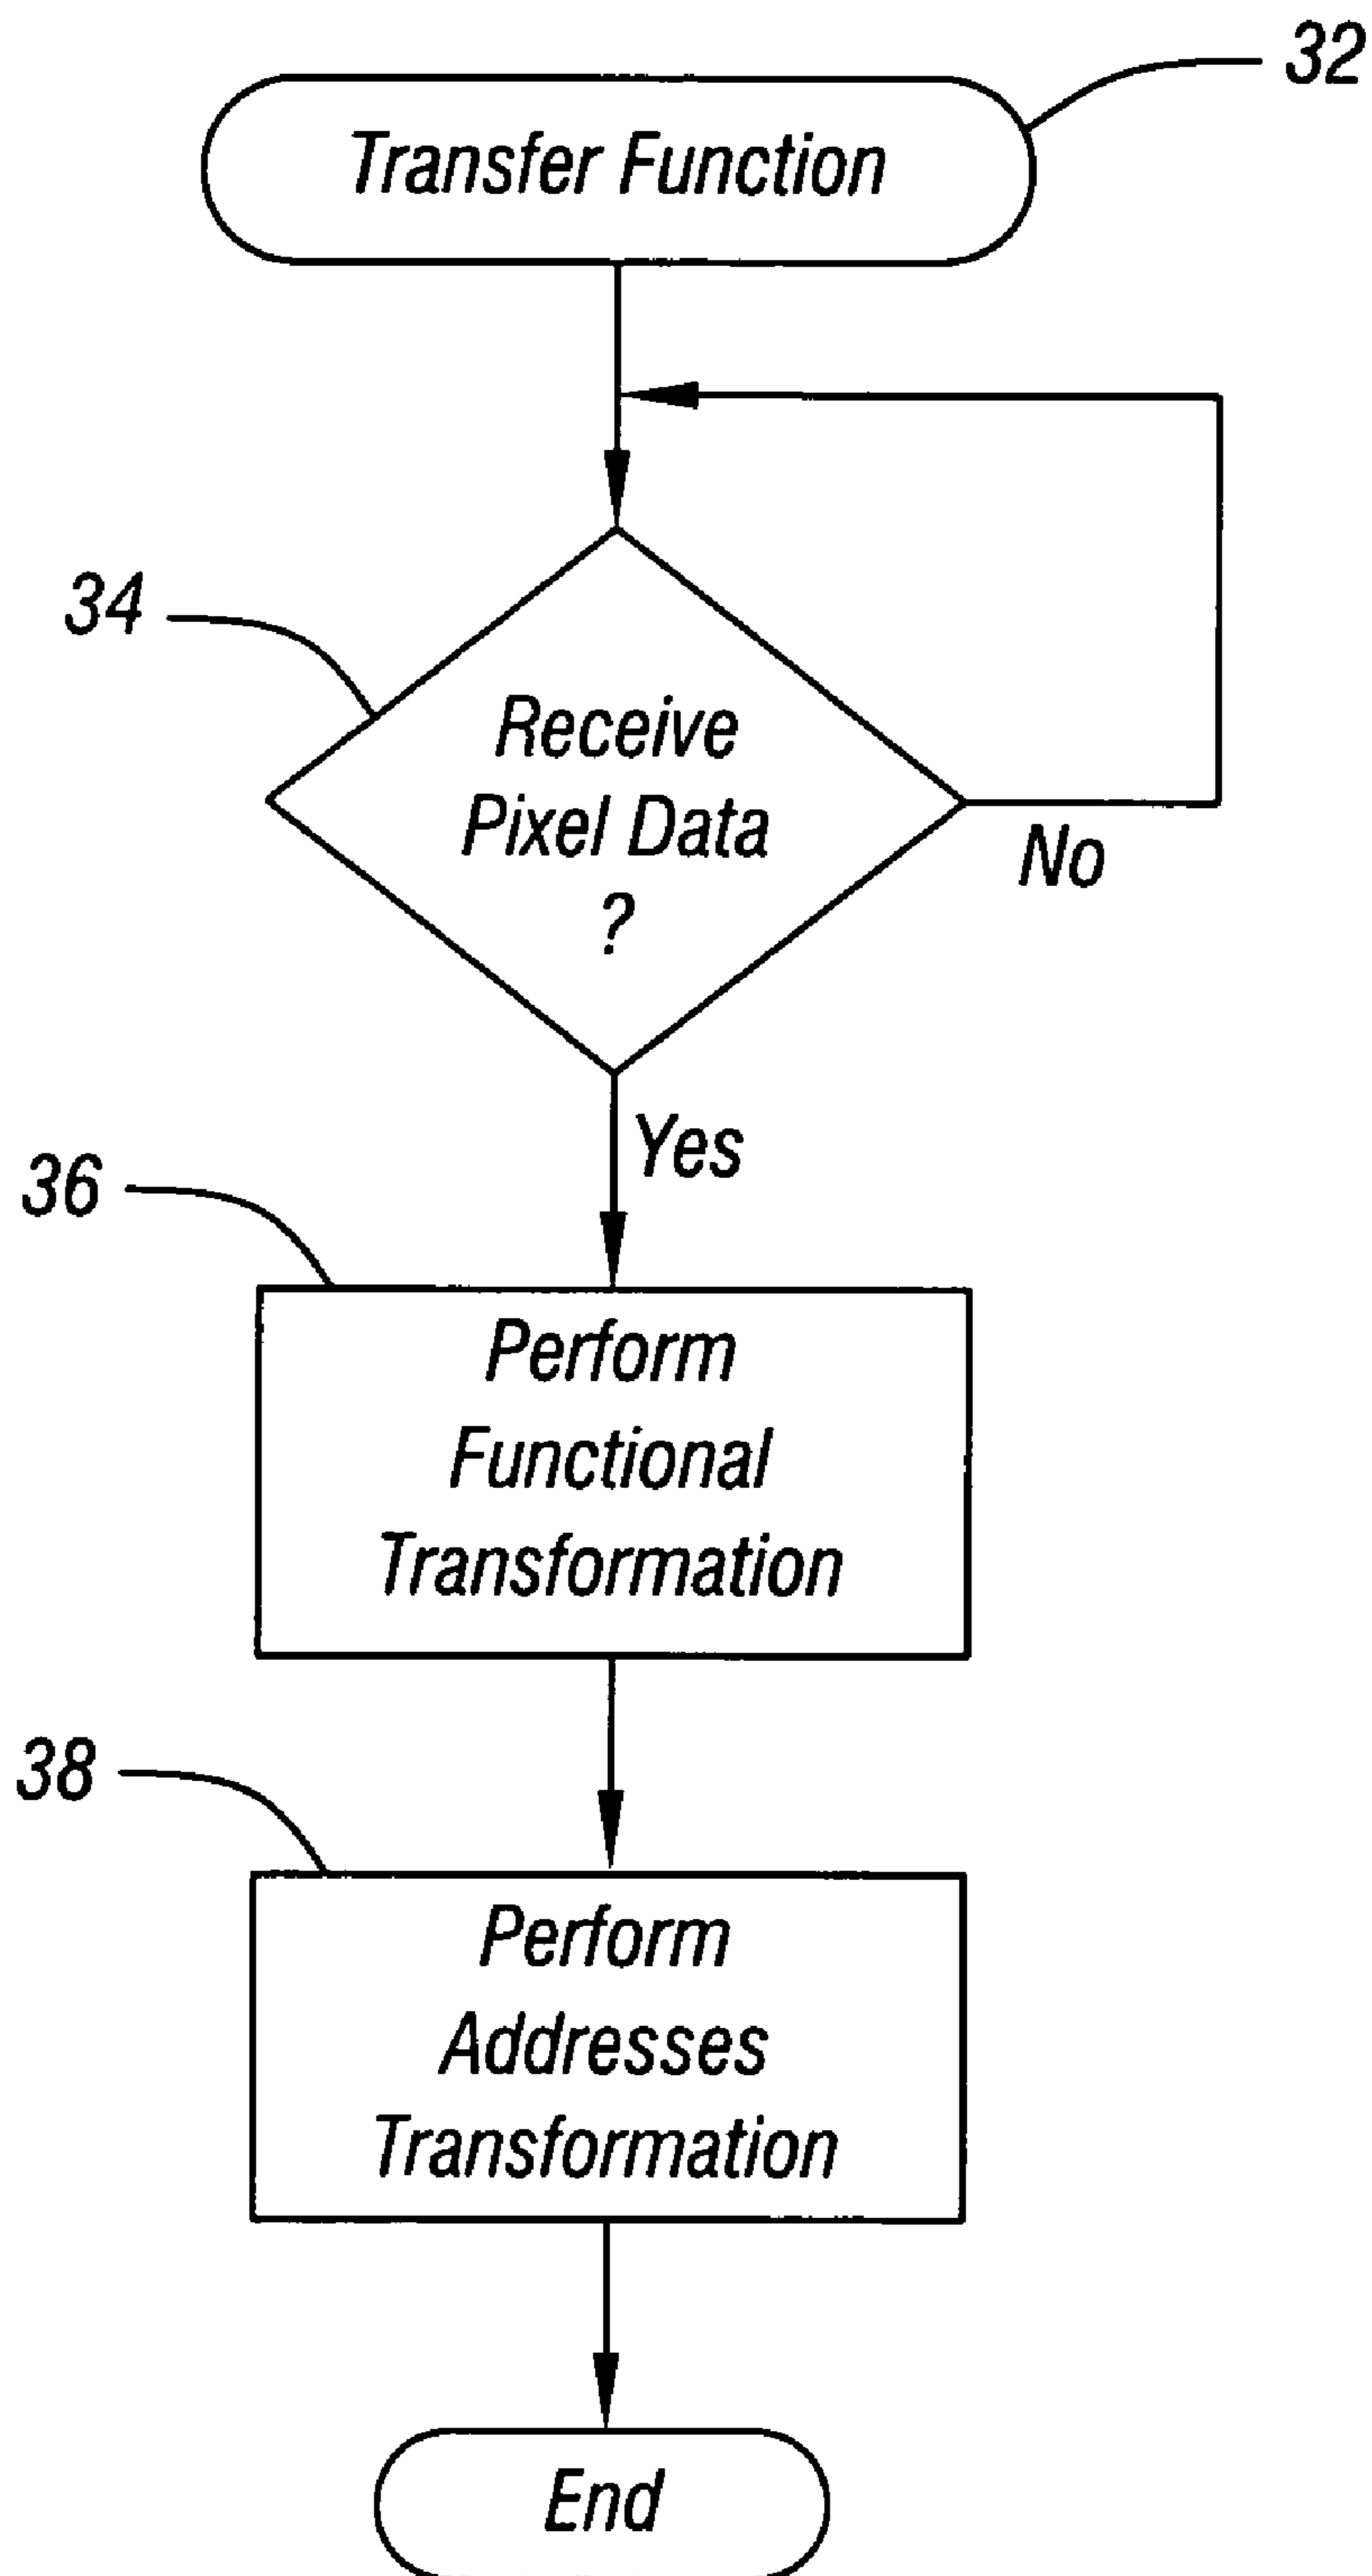 32
Transfer Function
34
Receive
Pixel Data
?
No
Yes
36
Perform
Functional
Transformation
38
Perform
Addresses
Transformation
End